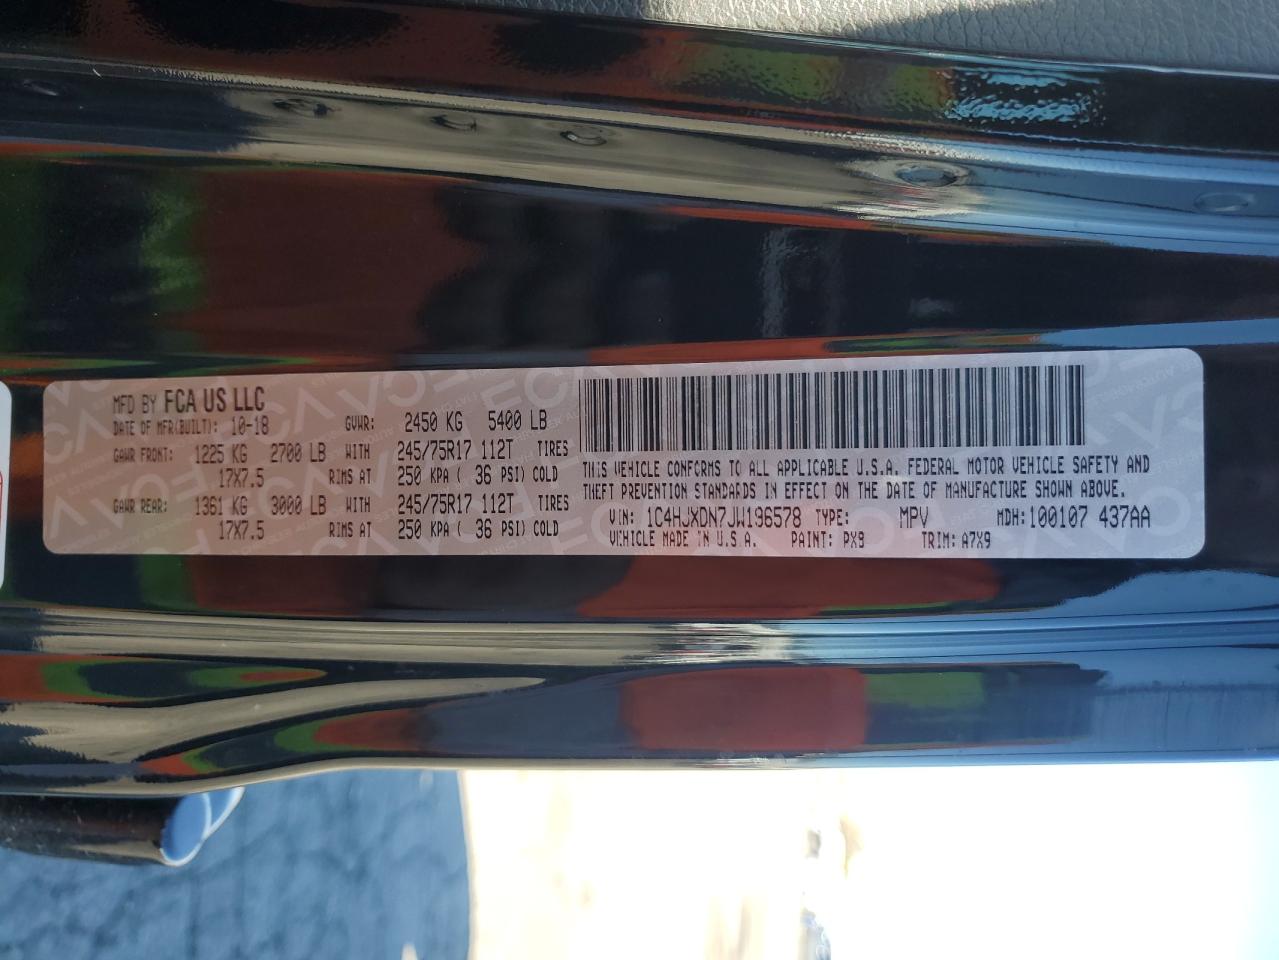 MFD BY FCA US LLC
DATE OF MFR(BUILT): 10-18 GVWR: 2450 KG 5400 LB
GAWR FRONT: 1225 KG 2700 LB WITH 245/75R17 112T TIRES
17X7.5 RIMS AT 250 KPA ( 36 PSI) COLD
GAWR REAR: 1361 KG 3000 LB WITH 245/75R17 112T TIRES
17X7.5 RIMS AT 250 KPA ( 36 PSI) COLD
THIS VEHICLE CONFORMS TO ALL APPLICABLE U.S.A. FEDERAL MOTOR VEHICLE SAFETY AND
THEFT PREVENTION STANDARDS IN EFFECT ON THE DATE OF MANUFACTURE SHOWN ABOVE.
VIN: 1C4HJXDN7JW196578 TYPE: MPV MDH: 100107 437AA
VEHICLE MADE IN U.S.A. PAINT: PX9 TRIM: A7X9